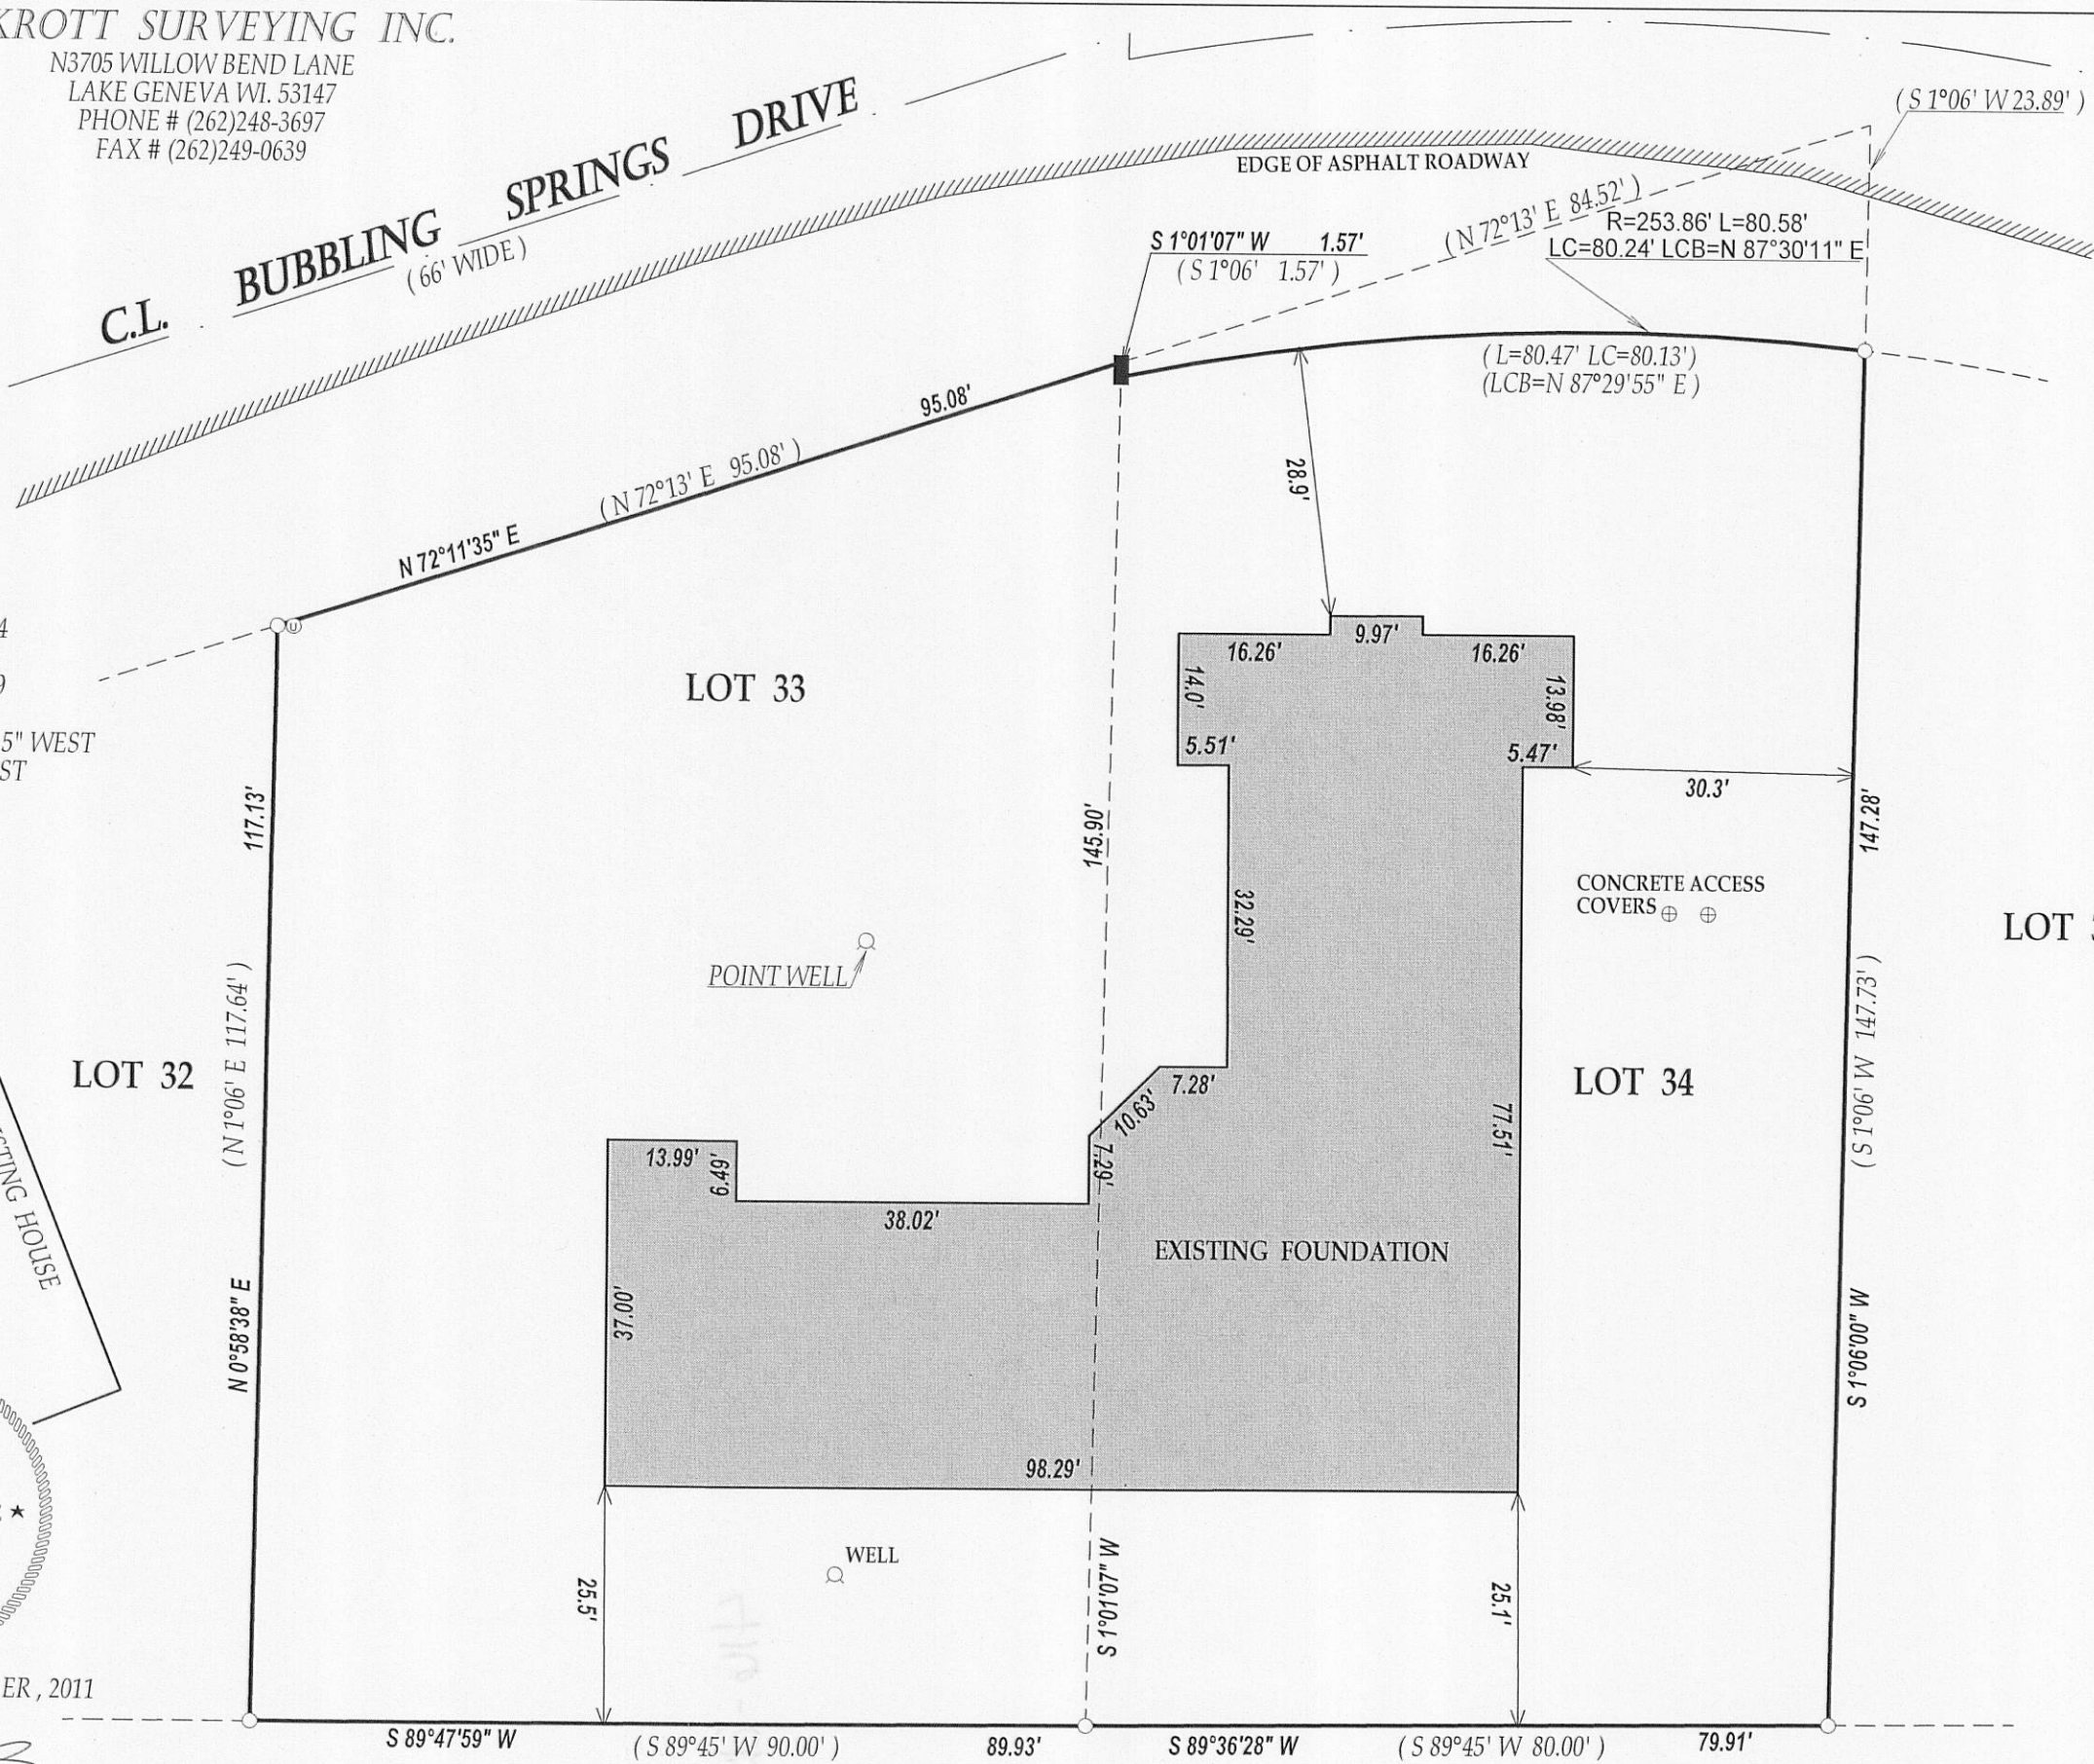 KROTT SURVEYING INC.
N3705 WILLOW BEND LANE
LAKE GENEVA WI. 53147
PHONE # (262)248-3697
FAX # (262)249-0639
C.L. BUBBLING SPRINGS DRIVE
( 66' WIDE )
EDGE OF ASPHALT ROADWAY
( S 1°06' W 23.89' )
( N 72°13' E 84.52' )
R=253.86' L=80.58'
LC=80.24' LCB=N 87°30'11" E
S 1°01'07" W 1.57'
( S 1°06' 1.57' )
( L=80.47' LC=80.13')
(LCB=N 87°29'55" E )
95.08'
( N 72°13' E 95.08' )
N 72°11'35" E
28.9'
U
4
9
5" WEST
ST
LOT 33
16.26'
9.97'
16.26'
14.0'
13.98'
5.51'
5.47'
30.3'
117.13'
145.90'
147.28'
32.29'
CONCRETE ACCESS
COVERS
LOT
POINT WELL
( N 1°06' E 117.64' )
( S 1°06' W 147.73' )
LOT 32
LOT 34
7.28'
10.63'
7.29'
77.51'
13.99'
6.49'
38.02'
EXISTING FOUNDATION
STING HOUSE
37.00'
N 0°58'38" E
S 1°06'00" W
98.29'
WELL
25.5'
S 1°01'07" W
25.1'
ER , 2011
S 89°47'59" W
( S 89°45' W 90.00' )
89.93'
S 89°36'28" W
( S 89°45' W 80.00' )
79.91'